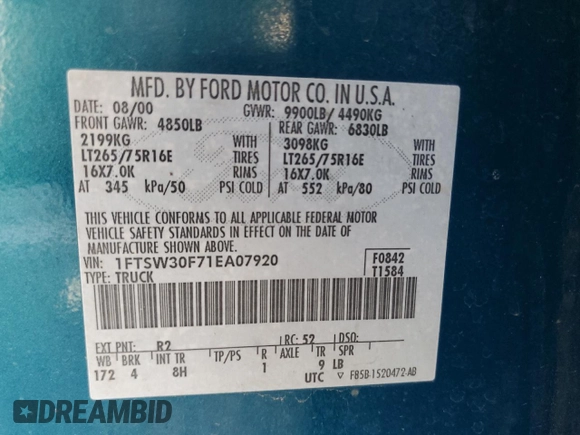 MFD. BY FORD MOTOR CO. IN U.S.A.
DATE: 08/00 GVWR: 9900LB/ 4490KG
FRONT GAWR: 4850LB REAR GAWR: 6830LB
2199KG WITH 3098KG WITH
LT265/75R16E TIRES LT265/75R16E TIRES
16X7.0K RIMS 16X7.0K RIMS
AT 345 kPa/50 PSI COLD AT 552 kPa/80 PSI COLD
THIS VEHICLE CONFORMS TO ALL APPLICABLE FEDERAL MOTOR
VEHICLE SAFETY STANDARDS IN EFFECT ON THE DATE OF
MANUFACTURE SHOWN ABOVE.
VIN: 1FTSW30F71EA07920 F0842
TYPE: TRUCK T1584
EXT PNT: R2 RC: 52 DSO:
WB BRK INT TR TP/PS R AXLE TR SPR
172 4 8H 1 9 LB
UTC ▽ F85B-1520472-AB
DREAMBID